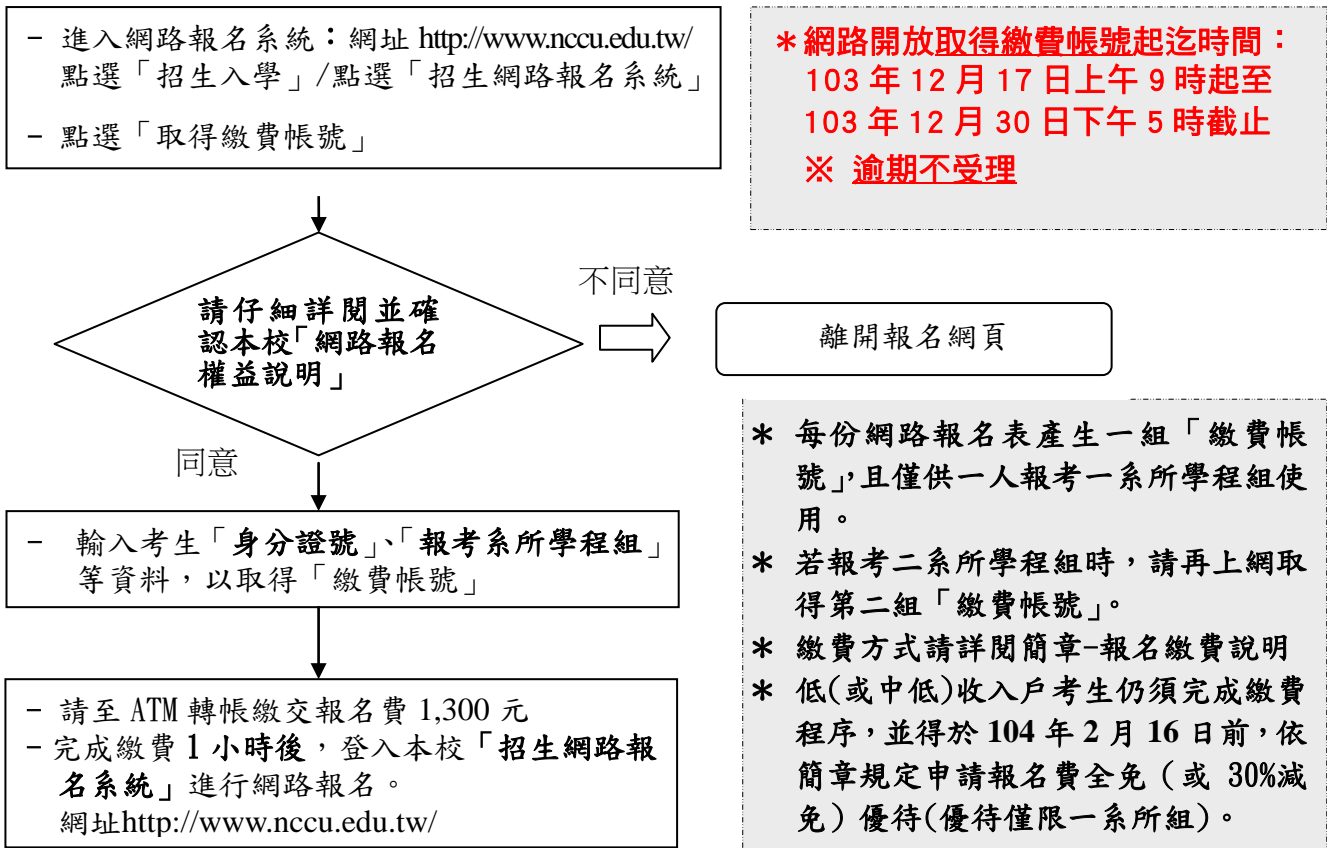 - 進入網路報名系統：網址 http://www.nccu.edu.tw/
點選「招生入學」/點選「招生網路報名系統」
- 點選「取得繳費帳號」
＊網路開放取得繳費帳號起迄時間：
103 年 12 月 17 日上午 9 時起至
103 年 12 月 30 日下午 5 時截止
※ 逾期不受理
請仔細詳閱並確
認本校「網路報名
權益說明」
不同意
離開報名網頁
同意
- 輸入考生「身分證號」、「報考系所學程組」
等資料，以取得「繳費帳號」
- 請至 ATM 轉帳繳交報名費 1,300 元
- 完成繳費 1 小時後，登入本校「招生網路報
名系統」進行網路報名。
網址http://www.nccu.edu.tw/
＊ 每份網路報名表產生一組「繳費帳
號」，且僅供一人報考一系所學程組使
用。
＊ 若報考二系所學程組時，請再上網取
得第二組「繳費帳號」。
＊ 繳費方式請詳閱簡章-報名繳費說明
＊ 低(或中低)收入戶考生仍須完成繳費
程序，並得於 104 年 2 月 16 日前，依
簡章規定申請報名費全免（或 30%減
免）優待(優待僅限一系所組)。